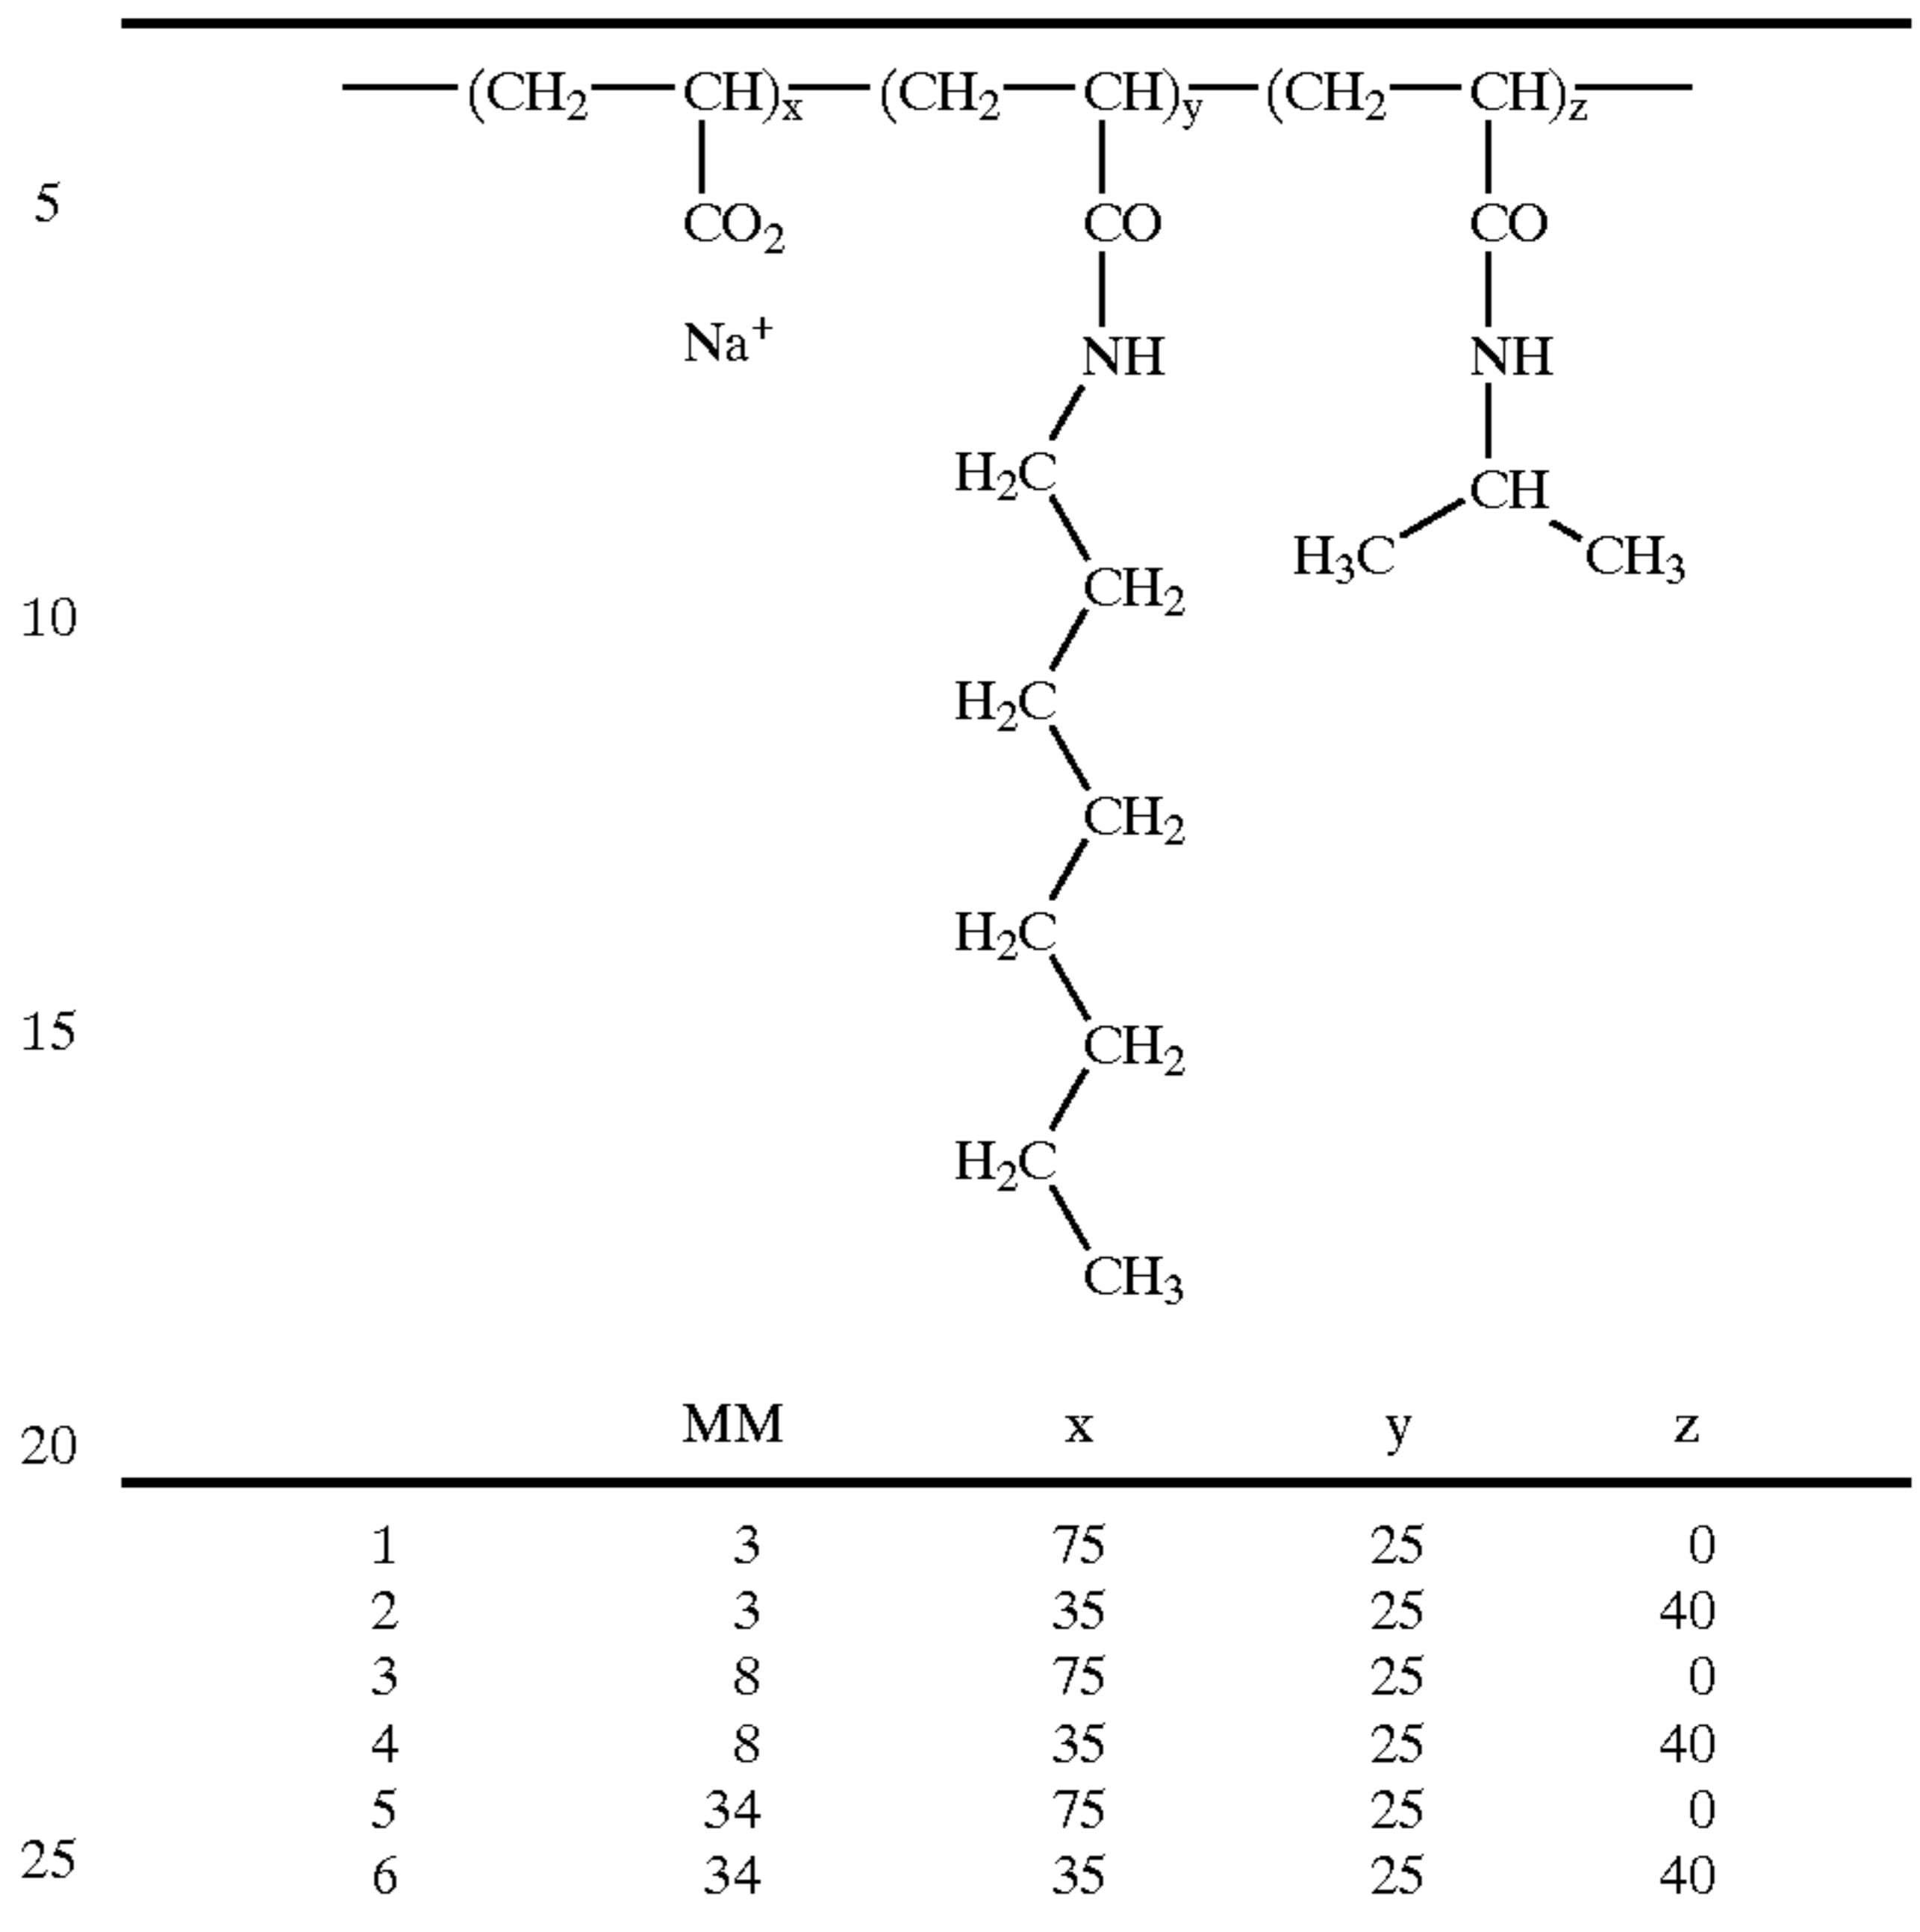 —(CH₂—CH)ₓ—(CH₂—CH)y—(CH₂—CH)z—
5 CO₂ CO CO
Na⁺ NH NH
H₂C CH
H₃C CH₃
10 CH₂
H₂C
CH₂
H₂C
15 CH₂
H₂C
CH₃
20 MM x y z
1 3 75 25 0
2 3 35 25 40
3 8 75 25 0
4 8 35 25 40
5 34 75 25 0
25
6 34 35 25 40